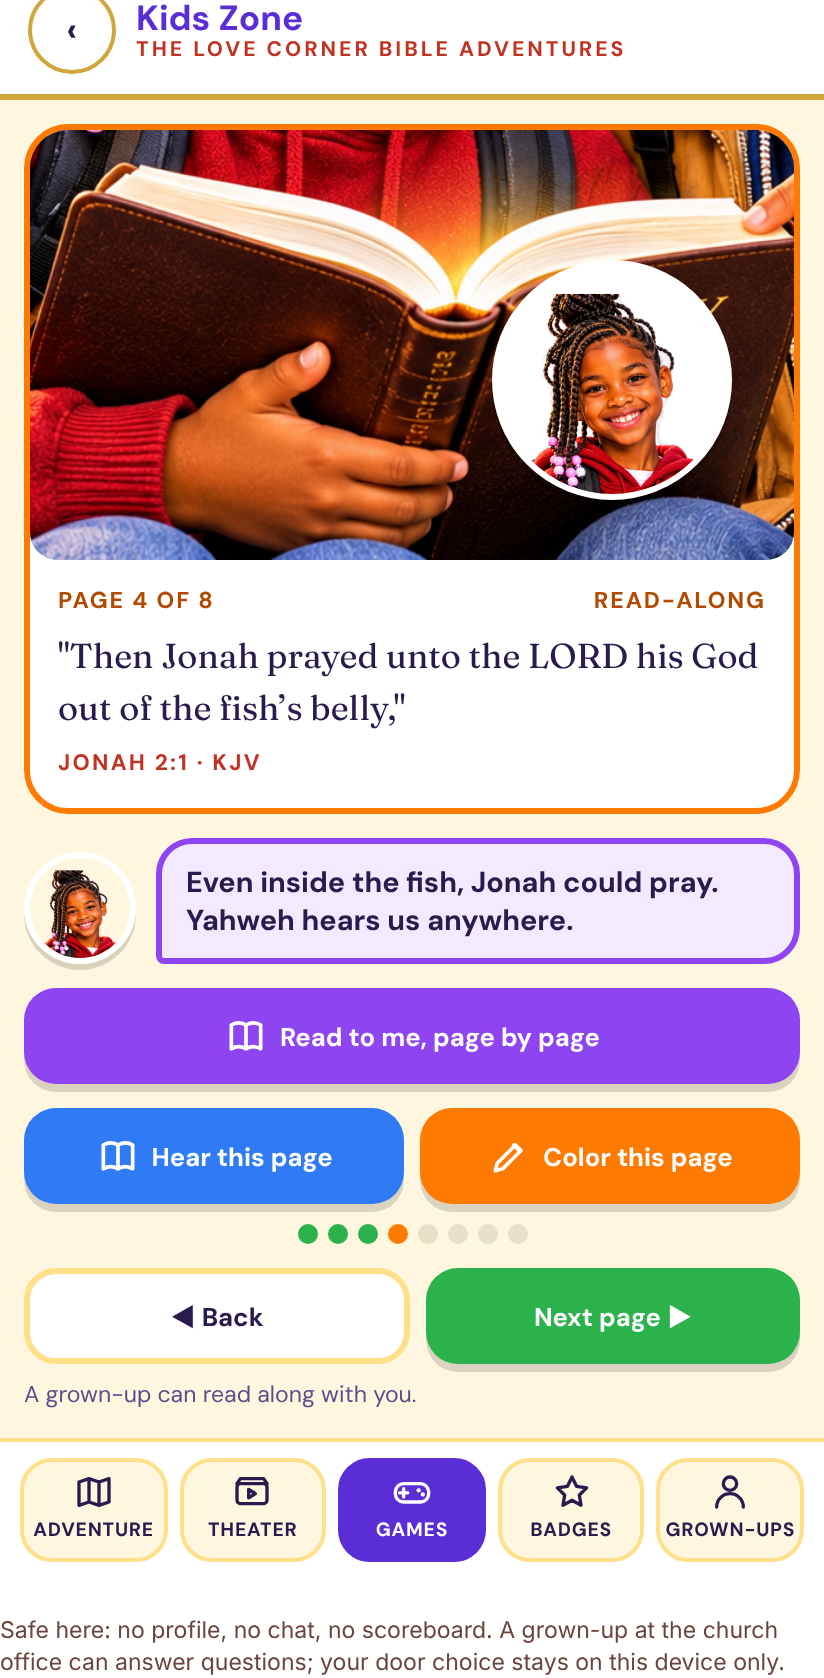 Kids Zone
THE LOVE CORNER BIBLE ADVENTURES
PAGE 4 OF 8
READ-ALONG
"Then Jonah prayed unto the LORD his God
out of the fish’s belly,"
JONAH 2:1 · KJV
Even inside the fish, Jonah could pray.
Yahweh hears us anywhere.
Read to me, page by page
Hear this page
Color this page
◀ Back
Next page ▶
A grown-up can read along with you.
ADVENTURE
THEATER
GAMES
BADGES
GROWN-UPS
Safe here: no profile, no chat, no scoreboard. A grown-up at the church
office can answer questions; your door choice stays on this device only.